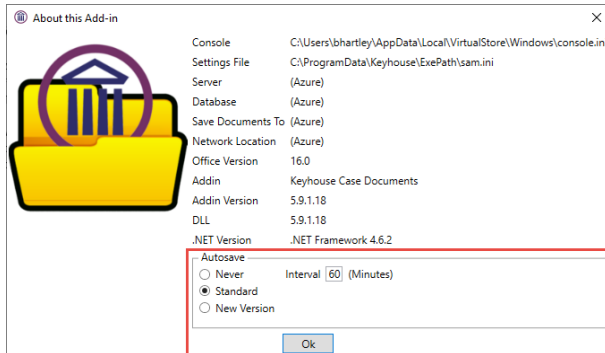 About this Add-in
Console C:\Users\bhartley\AppData\Local\VirtualStore\Windows\console.in
Settings File C:\ProgramData\Keyhouse\ExePath\sam.ini
Server (Azure)
Database (Azure)
Save Documents To (Azure)
Network Location (Azure)
Office Version 16.0
Addin Keyhouse Case Documents
Addin Version 5.9.1.18
DLL 5.9.1.18
.NET Version .NET Framework 4.6.2
Autosave
Never Interval 60 (Minutes)
Standard
New Version
Ok